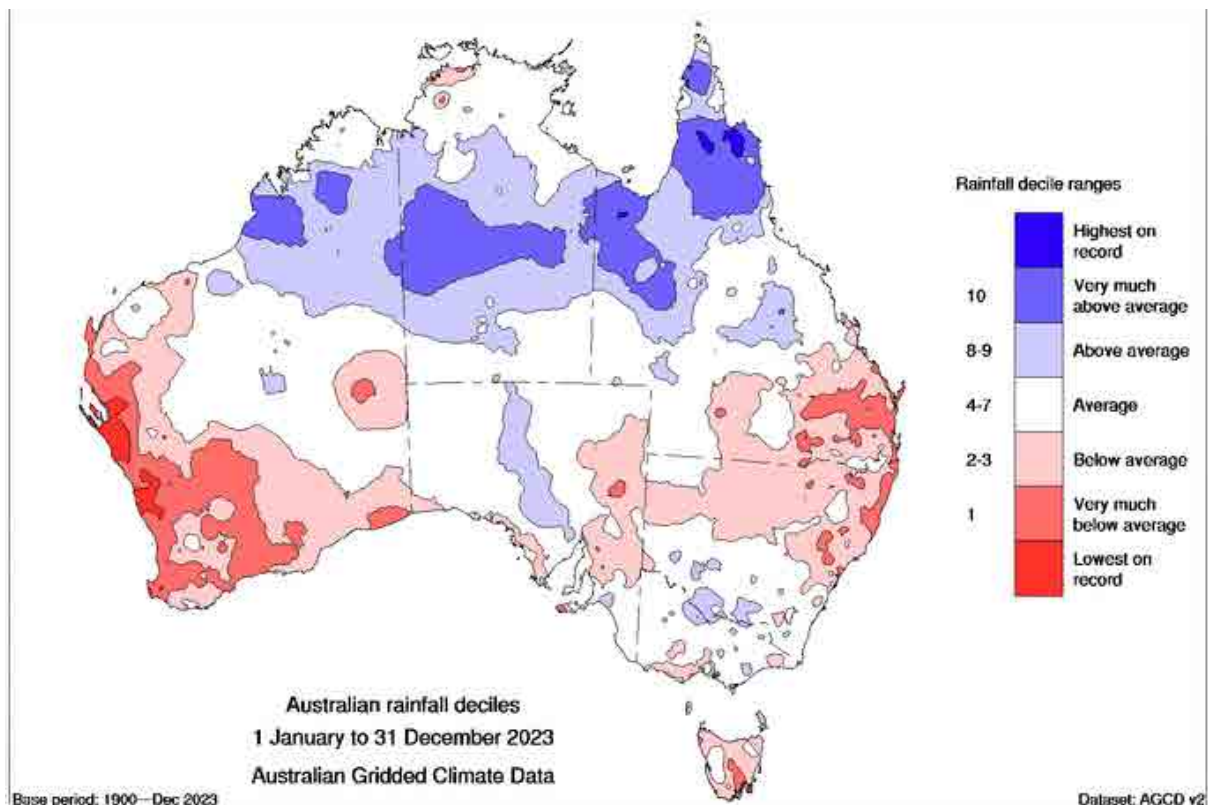 Rainfall decile ranges
Highest on
record
10
Very much
above average
8-9
Above average
4-7
Average
2-3
Below average
1
Very much
below average
Lowest on
record
Australian rainfall deciles
1 January to 31 December 2023
Australian Gridded Climate Data
Base period: 1900—Dec 2023
Dataset: AGCD v2